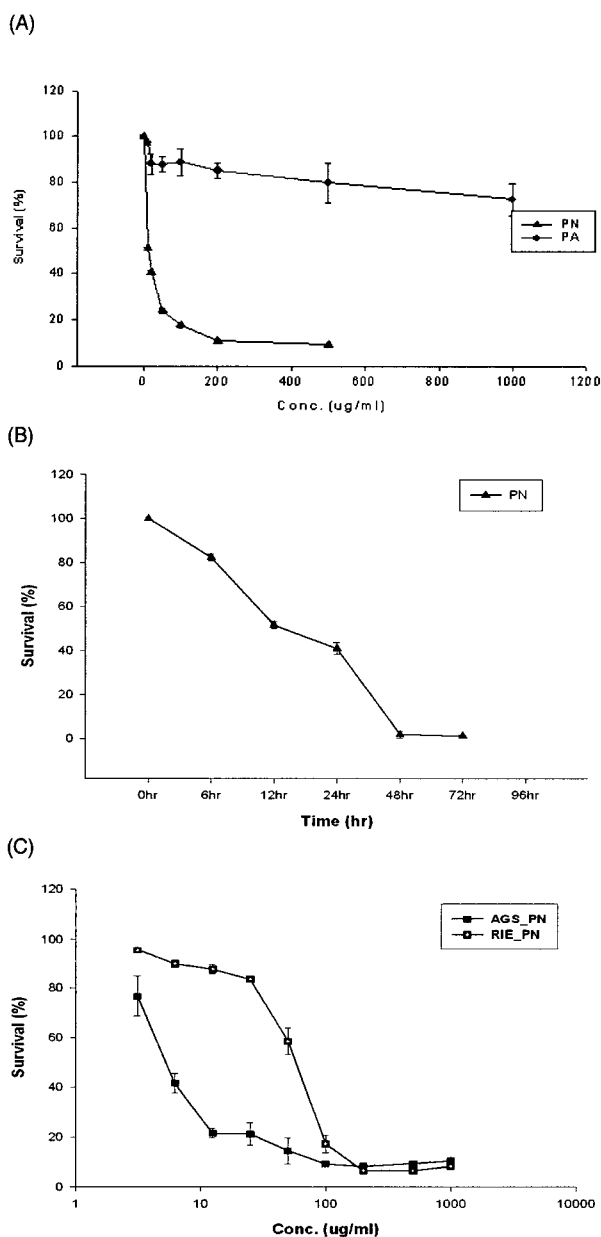 (A)
120
100
80
60
40
20
0
Survival (%)
PN
PA
0 200 400 600 800 1000 1200
Conc. (ug/ml)
(B)
120
100
80
60
40
20
0
Survival (%)
PN
0hr 6hr 12hr 24hr 48hr 72hr 96hr
Time (hr)
(C)
120
100
80
60
40
20
0
Survival (%)
AGS_PN
RIE_PN
1 10 100 1000 10000
Conc. (ug/ml)